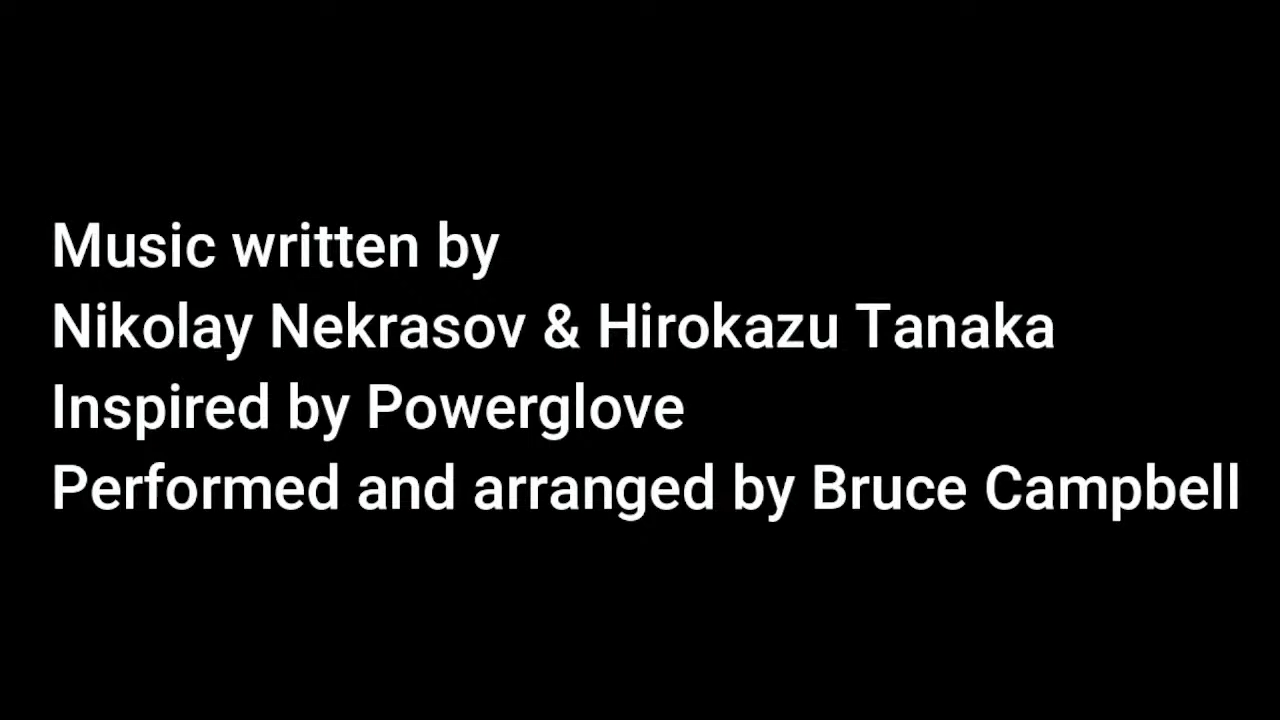 Music written by
Nikolay Nekrasov & Hirokazu Tanaka
Inspired by Powerglove
Performed and arranged by Bruce Campbell